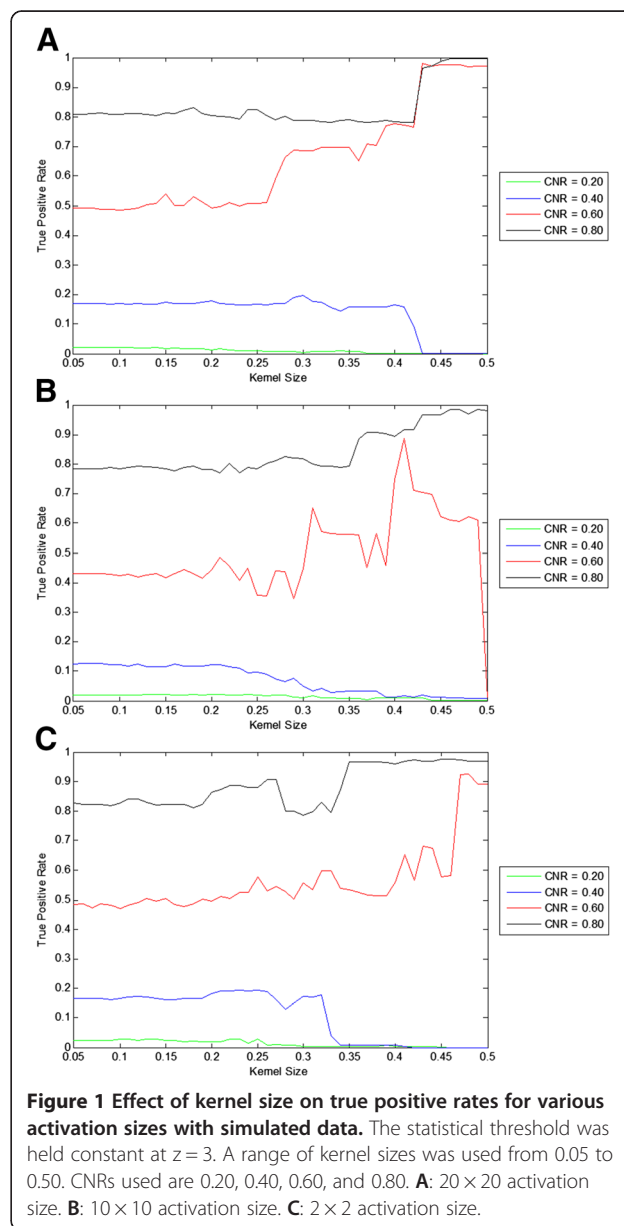 A
1
0.9
0.8
0.7
0.6
0.5
0.4
0.3
0.2
0.1
0
True Positive Rate
0.05 0.1 0.15 0.2 0.25 0.3 0.35 0.4 0.45 0.5
Kernel Size
CNR = 0.20
CNR = 0.40
CNR = 0.60
CNR = 0.80
B
1
0.9
0.8
0.7
0.6
0.5
0.4
0.3
0.2
0.1
0
True Positive Rate
0.05 0.1 0.15 0.2 0.25 0.3 0.35 0.4 0.45 0.5
Kernel Size
CNR = 0.20
CNR = 0.40
CNR = 0.60
CNR = 0.80
C
1
0.9
0.8
0.7
0.6
0.5
0.4
0.3
0.2
0.1
0
True Positive Rate
0.05 0.1 0.15 0.2 0.25 0.3 0.35 0.4 0.45 0.5
Kernel Size
CNR = 0.20
CNR = 0.40
CNR = 0.60
CNR = 0.80
Figure 1 Effect of kernel size on true positive rates for various
activation sizes with simulated data. The statistical threshold was
held constant at z = 3. A range of kernel sizes was used from 0.05 to
0.50. CNRs used are 0.20, 0.40, 0.60, and 0.80. A: 20 × 20 activation
size. B: 10 × 10 activation size. C: 2 × 2 activation size.